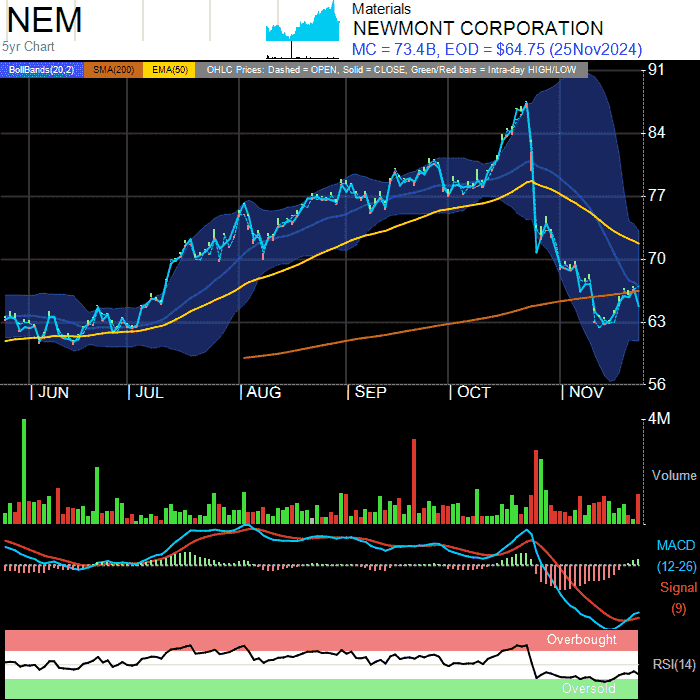 NEM
5yr Chart
Materials
NEWMONT CORPORATION
MC = 73.4B, EOD = $64.75 (25Nov2024)
BollBands(20,2) SMA(200) EMA(50) OHLC Prices: Dashed = OPEN, Solid = CLOSE, Green/Red bars = Intra-day HIGH/LOW
91
84
77
70
63
56
| JUN | JUL | AUG | SEP | OCT | NOV
4M
Volume
MACD
(12-26)
Signal
(9)
Overbought
RSI(14)
Oversold